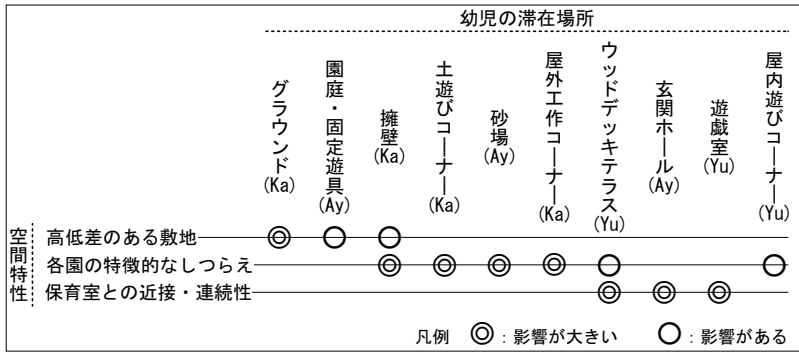 幼児の滞在場所
グラウンド(Ka)
園庭・固定遊具(Ay)
擁壁(Ka)
土遊びコーナー(Ka)
砂場(Ay)
屋外工作コーナー(Ka)
ウッドデッキテラス(Yu)
玄関ホール(Ay)
遊戯室(Yu)
屋内遊びコーナー(Yu)
空間特性
高低差のある敷地 ◎ ○ ○
各園の特徴的なしつらえ ◎ ◎ ◎ ◎ ○ ○
保育室との近接・連続性 ◎ ◎ ◎
凡例 ◎:影響が大きい ○:影響がある